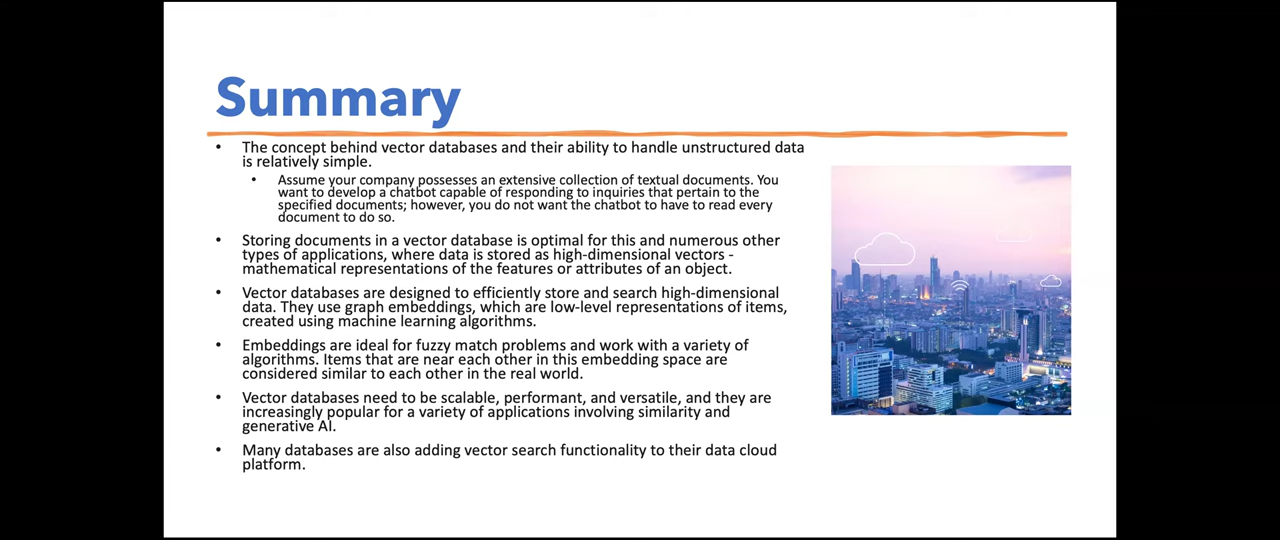 Summary
• The concept behind vector databases and their ability to handle unstructured data
is relatively simple.
• Assume your company possesses an extensive collection of textual documents. You
want to develop a chatbot capable of responding to inquiries that pertain to the
specified documents; however, you do not want the chatbot to have to read every
document to do so.
• Storing documents in a vector database is optimal for this and numerous other
types of applications, where data is stored as high-dimensional vectors -
mathematical representations of the features or attributes of an object.
• Vector databases are designed to efficiently store and search high-dimensional
data. They use graph embeddings, which are low-level representations of items,
created using machine learning algorithms.
• Embeddings are ideal for fuzzy match problems and work with a variety of
algorithms. Items that are near each other in this embedding space are
considered similar to each other in the real world.
• Vector databases need to be scalable, performant, and versatile, and they are
increasingly popular for a variety of applications involving similarity and
generative AI.
• Many databases are also adding vector search functionality to their data cloud
platform.